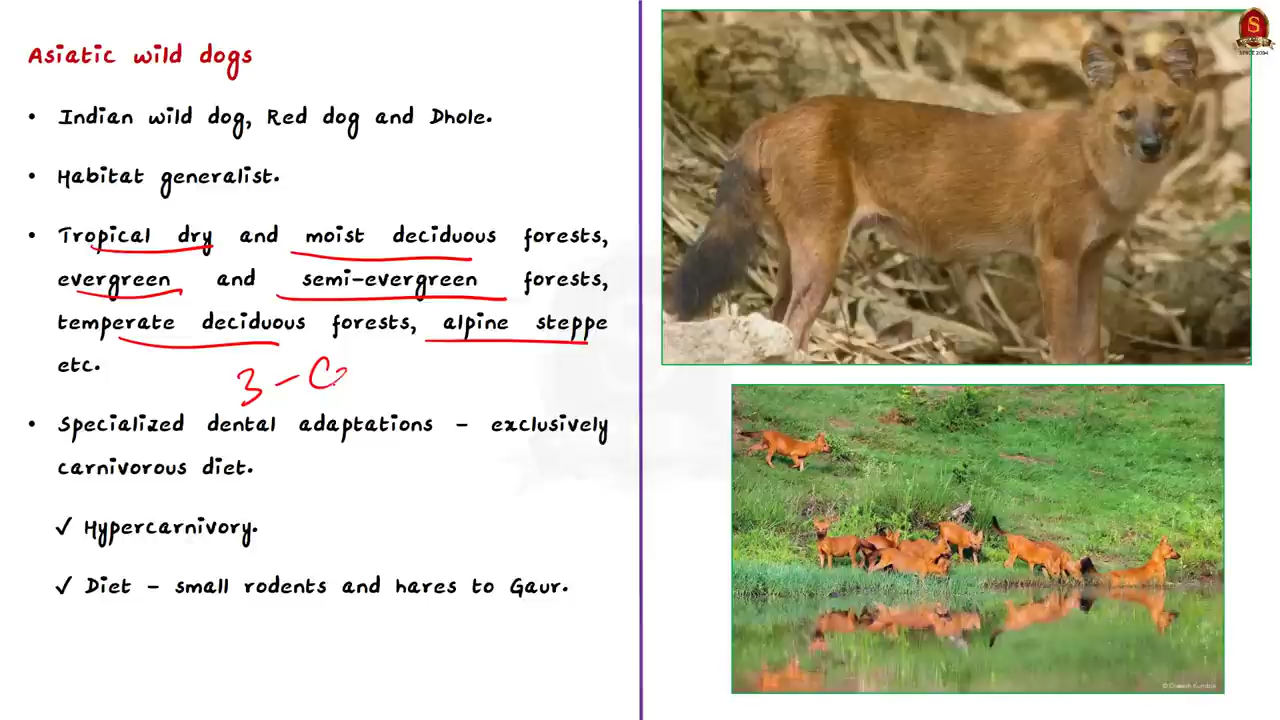 Asiatic wild dogs
• Indian wild dog, Red dog and Dhole.
• Habitat generalist.
• Tropical dry and moist deciduous forests,
evergreen and semi-evergreen forests,
temperate deciduous forests, alpine steppe
etc.
3 - C
• Specialized dental adaptations - exclusively
carnivorous diet.
✓ Hypercarnivory.
✓ Diet - small rodents and hares to Gaur.
S
SINCE 2014